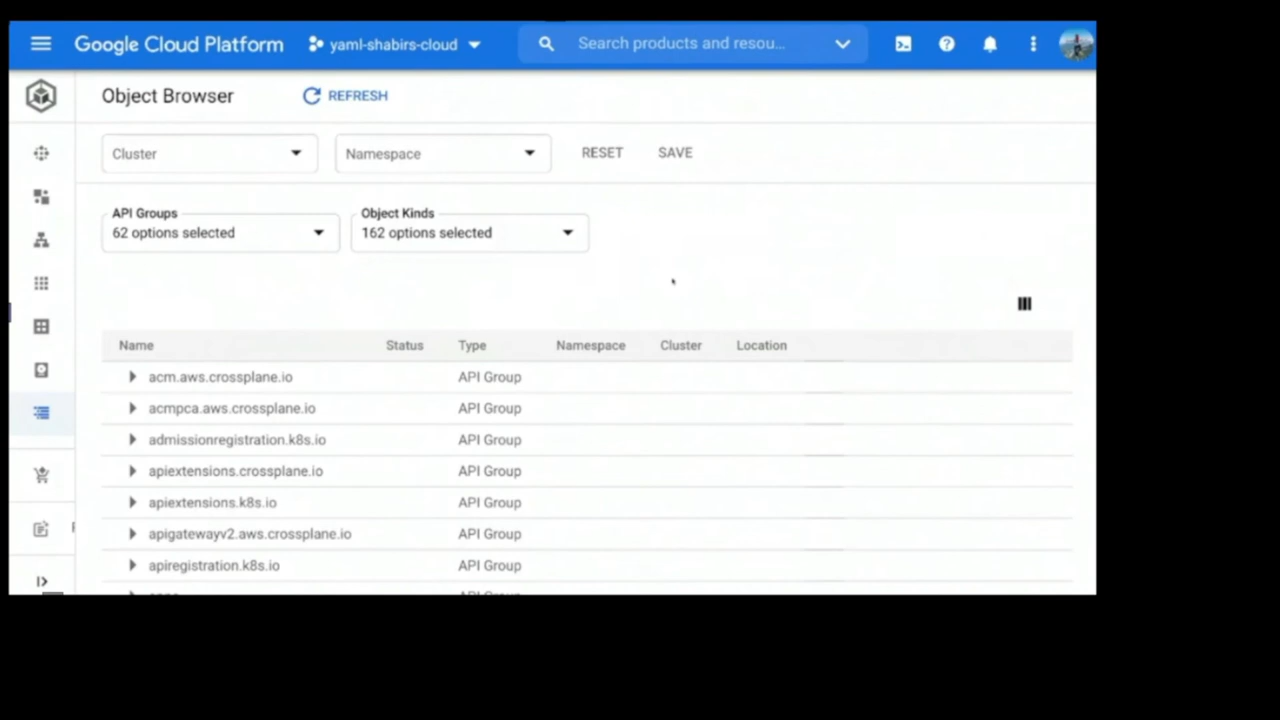 Google Cloud Platform
yaml-shabirs-cloud
Search products and resou...
Object Browser
REFRESH
Cluster
Namespace
RESET
SAVE
API Groups
62 options selected
Object Kinds
162 options selected
Name Status Type Namespace Cluster Location
acm.aws.crossplane.io API Group
acmpca.aws.crossplane.io API Group
admissionregistration.k8s.io API Group
apiextensions.crossplane.io API Group
apiextensions.k8s.io API Group
apigatewayv2.aws.crossplane.io API Group
apiregistration.k8s.io API Group